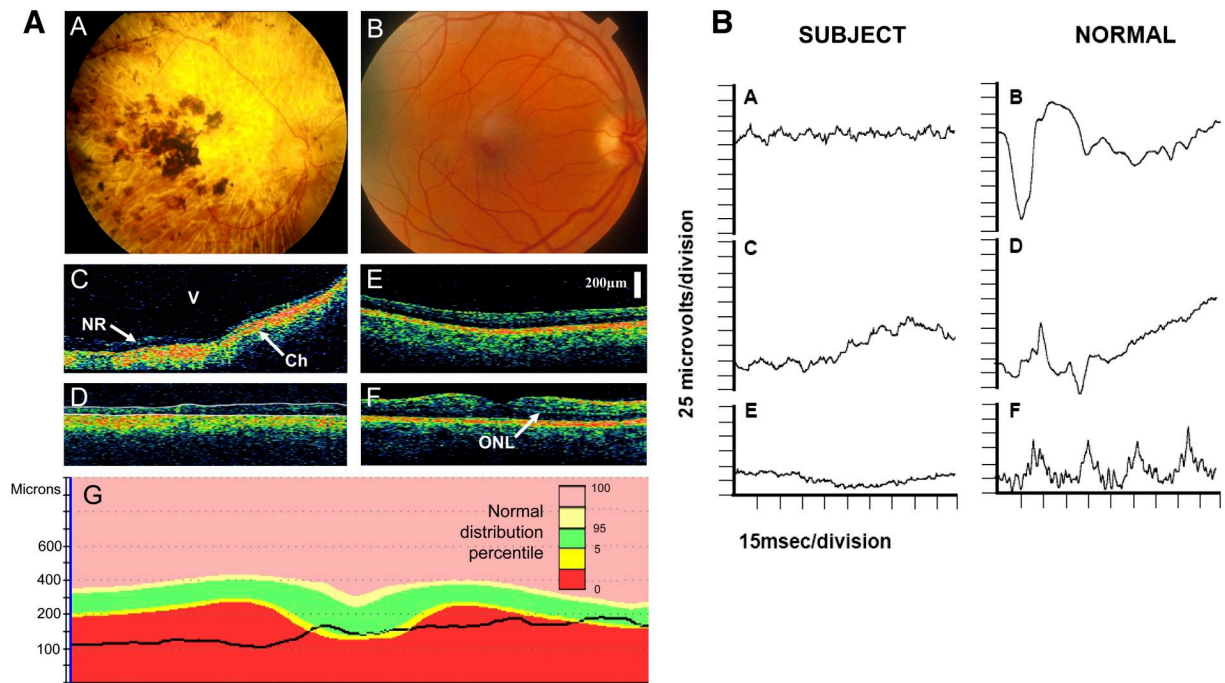 A
A
B
C
V
NR
Ch
E
200µm
D
F
ONL
G
Microns
600
400
200
100
Normal
distribution
percentile
100
95
5
0
B
SUBJECT
NORMAL
A
B
C
D
E
F
25 microvolts/division
15msec/division